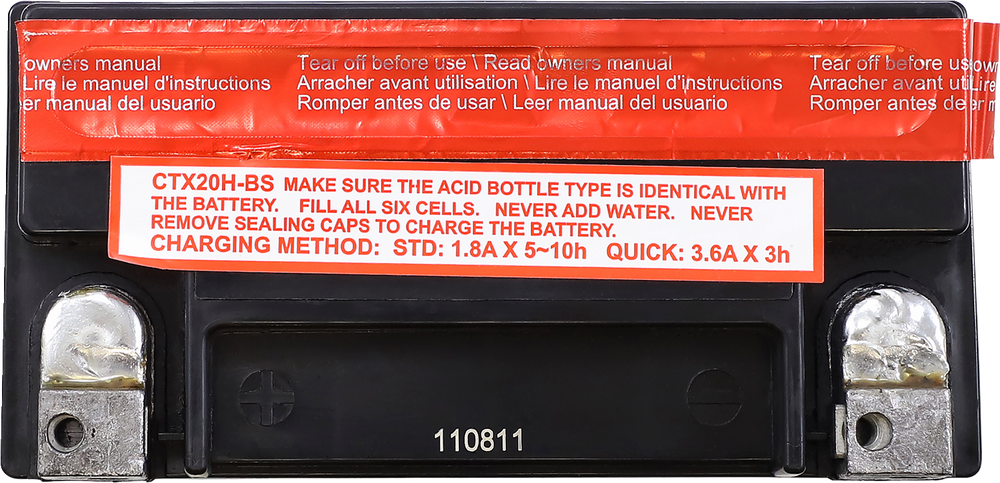 owners manual Tear off before use \ Read owners manual Tear off before us own
Lire le manuel d'instructions Arracher avant utilisation \ Lire le manuel d'instructions Arracher avant uti Lire
er manual del usuario Romper antes de usar \ Leer manual del usuario Romper antes de er m
CTX20H-BS MAKE SURE THE ACID BOTTLE TYPE IS IDENTICAL WITH
THE BATTERY. FILL ALL SIX CELLS. NEVER ADD WATER. NEVER
REMOVE SEALING CAPS TO CHARGE THE BATTERY.
CHARGING METHOD: STD: 1.8A X 5~10h QUICK: 3.6A X 3h
110811